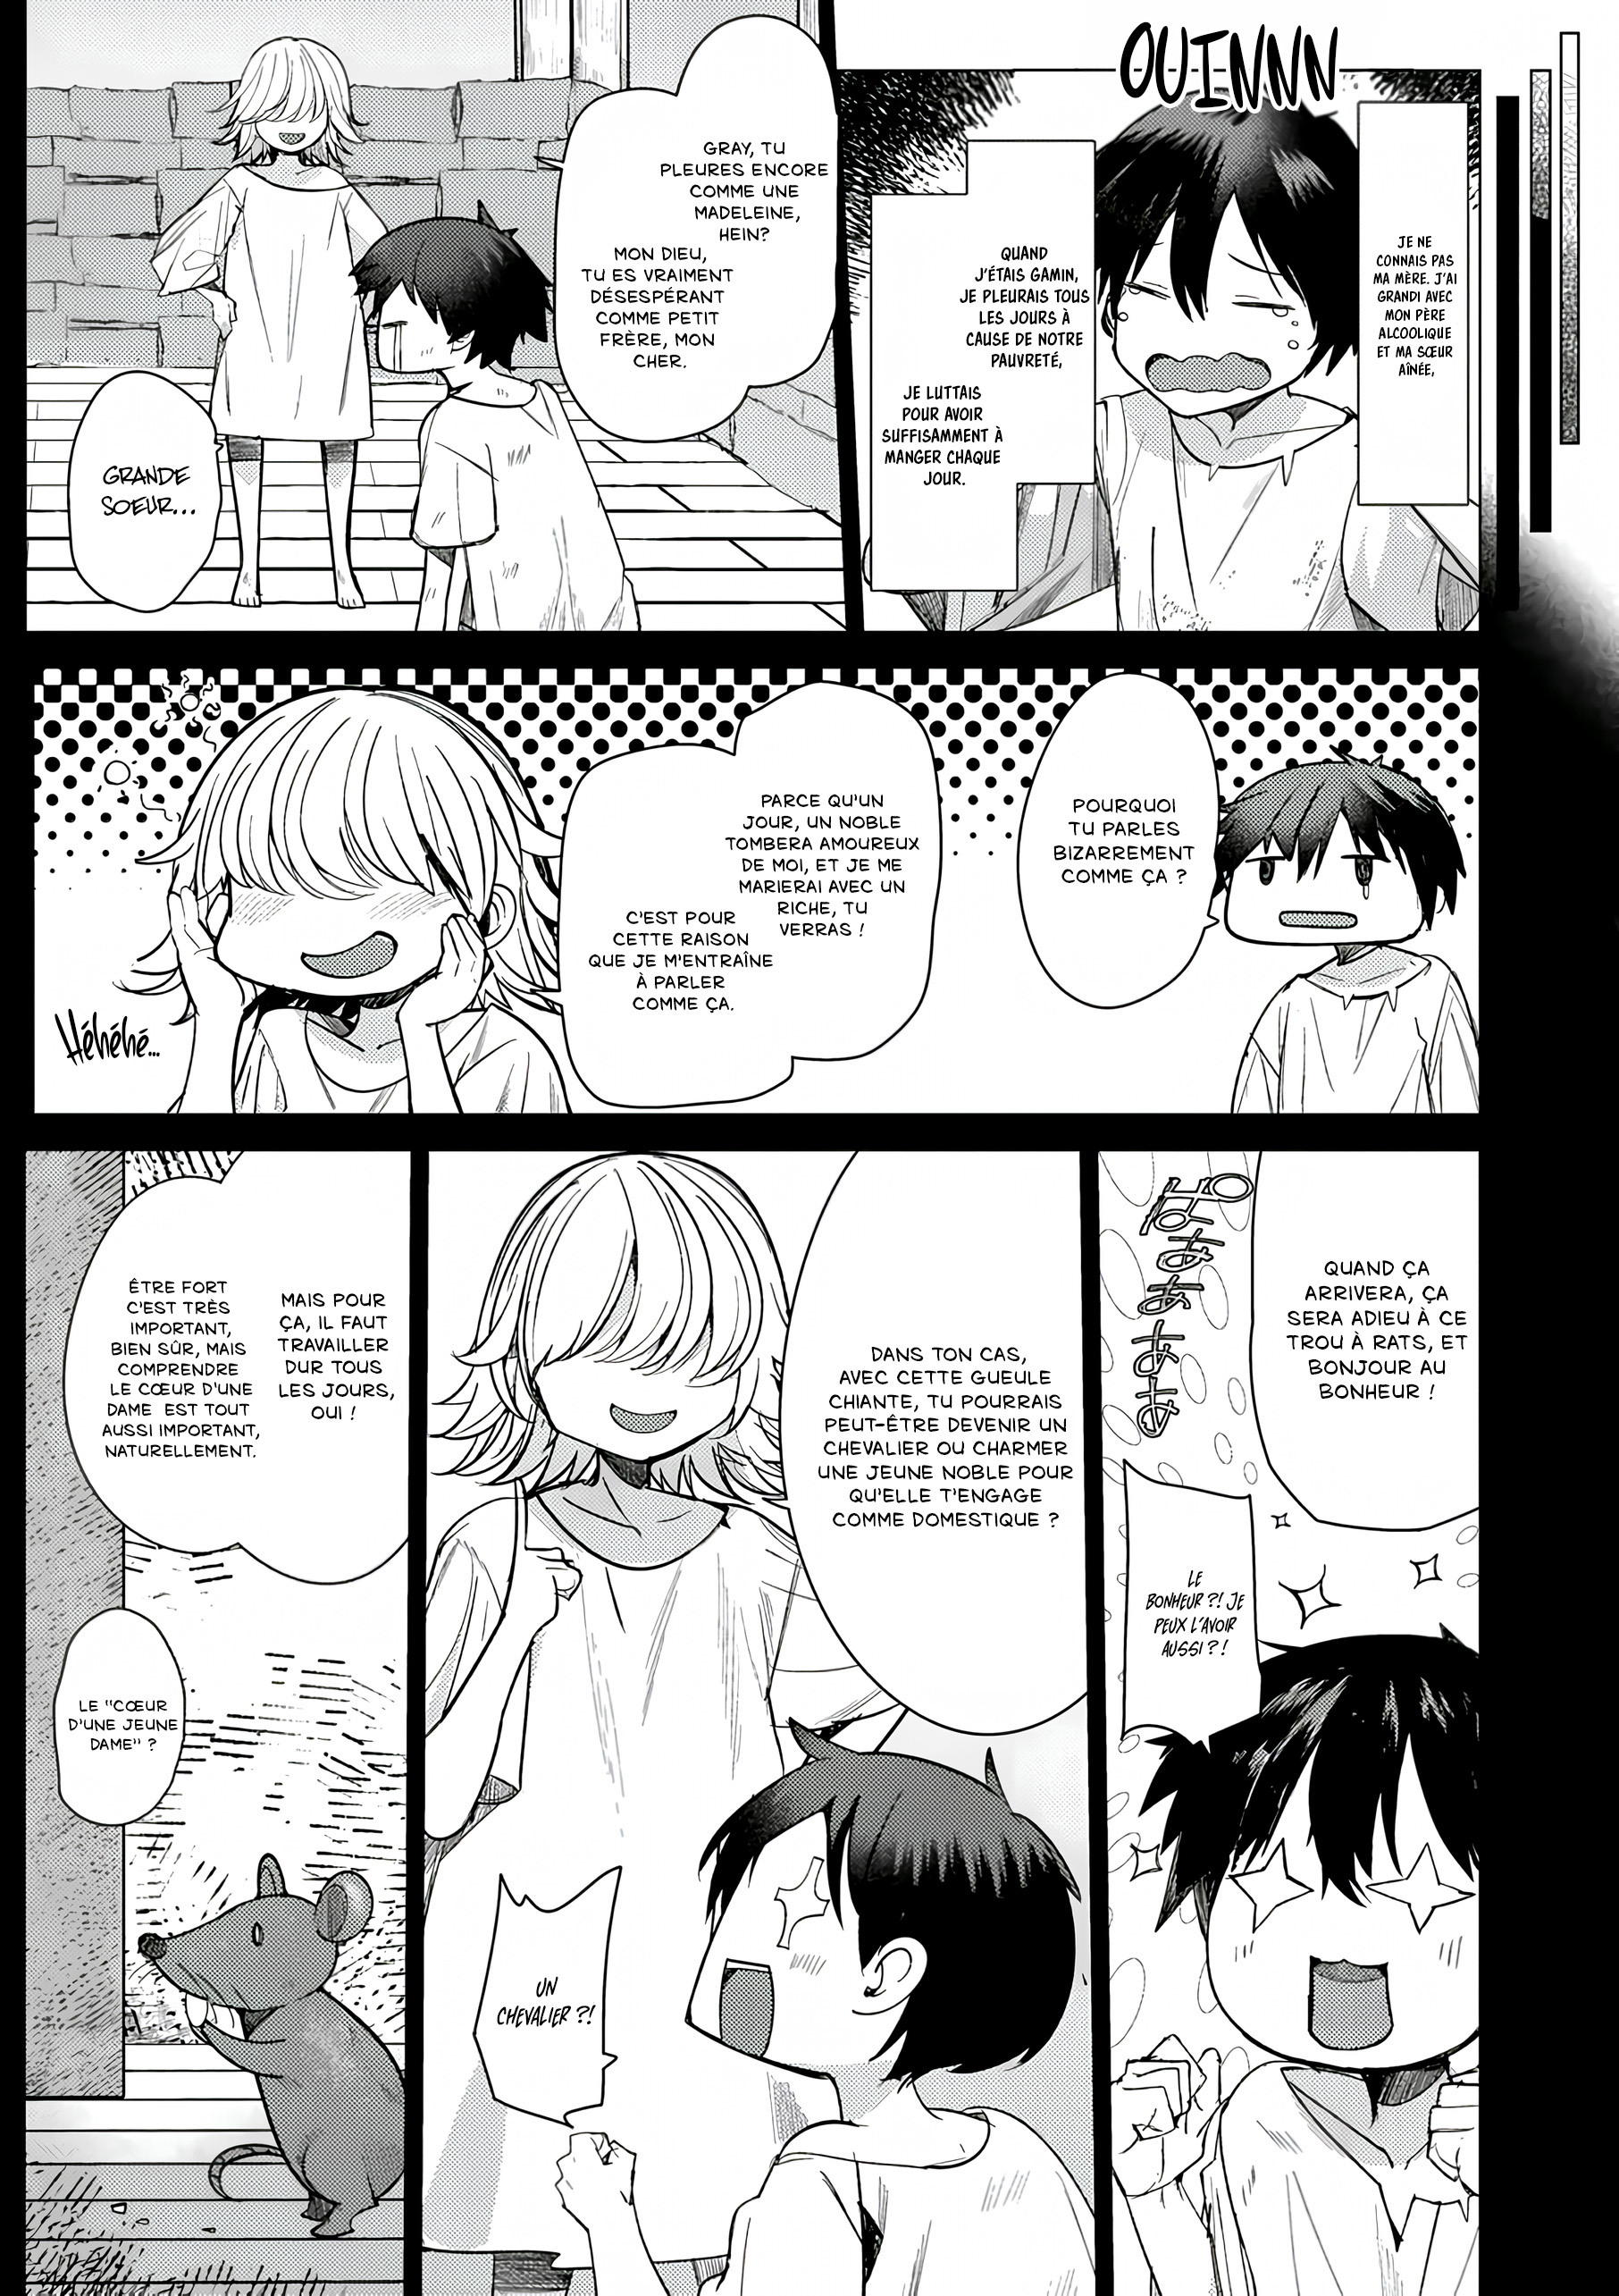 OUINNN
JE NE
CONNAIS PAS
MA MÈRE. J'AI
GRANDI AVEC
MON PÈRE
ALCOOLIQUE
ET MA SŒUR
AÎNÉE,
QUAND
J'ÉTAIS GAMIN,
JE PLEURAIS TOUS
LES JOURS À
CAUSE DE NOTRE
PAUVRETÉ,
JE LUTTAIS
POUR AVOIR
SUFFISAMMENT À
MANGER CHAQUE
JOUR.
GRAY, TU
PLEURES ENCORE
COMME UNE
MADELEINE,
HEIN?
MON DIEU,
TU ES VRAIMENT
DÉSESPÉRANT
COMME PETIT
FRÈRE, MON
CHER.
GRANDE
SOEUR...
POURQUOI
TU PARLES
BIZARREMENT
COMME ÇA ?
PARCE QU'UN
JOUR, UN NOBLE
TOMBERA AMOUREUX
DE MOI, ET JE ME
MARIERAI AVEC UN
RICHE, TU
VERRAS !
C'EST POUR
CETTE RAISON
QUE JE M'ENTRAÎNE
À PARLER
COMME ÇA.
Héhéhé...
QUAND ÇA
ARRIVERA, ÇA
SERA ADIEU À CE
TROU À RATS, ET
BONJOUR AU
BONHEUR !
ぱぁぁぁぁ
LE
BONHEUR ?! JE
PEUX L'AVOIR
AUSSI ?!
DANS TON CAS,
AVEC CETTE GUEULE
CHIANTE, TU POURRAIS
PEUT-ÊTRE DEVENIR UN
CHEVALIER OU CHARMER
UNE JEUNE NOBLE POUR
QU'ELLE T'ENGAGE
COMME DOMESTIQUE ?
UN
CHEVALIER ?!
MAIS POUR
ÇA, IL FAUT
TRAVAILLER
DUR TOUS
LES JOURS,
OUI !
ÊTRE FORT
C'EST TRÈS
IMPORTANT,
BIEN SÛR, MAIS
COMPRENDRE
LE CŒUR D'UNE
DAME EST TOUT
AUSSI IMPORTANT,
NATURELLEMENT.
LE "CŒUR
D'UNE JEUNE
DAME" ?